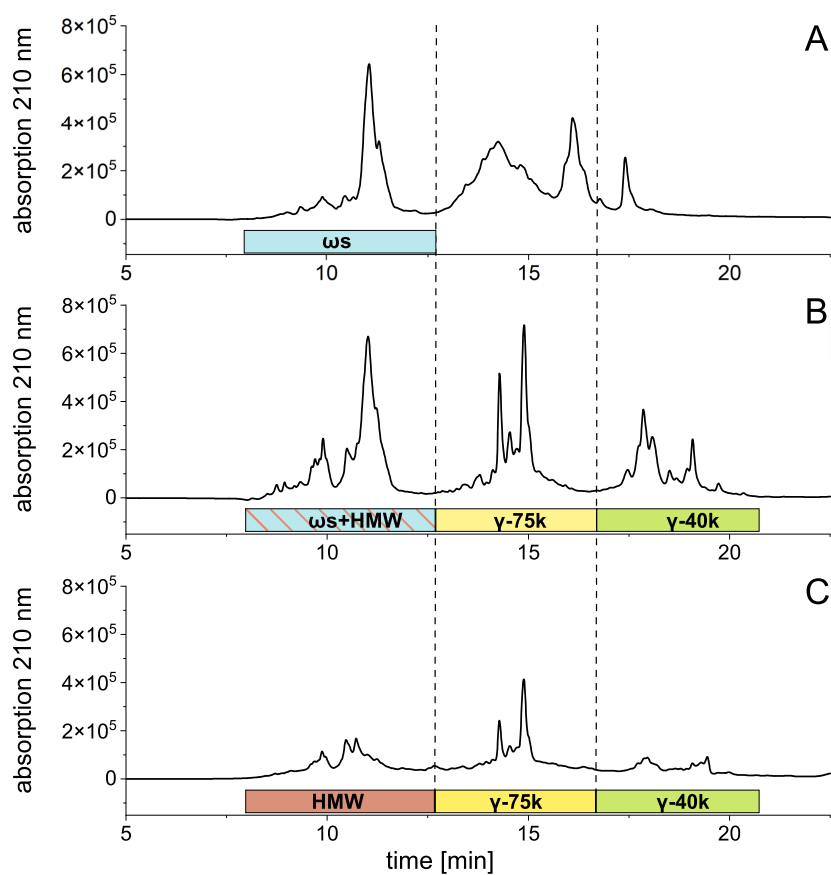 A
absorption 210 nm
8×10⁵
6×10⁵
4×10⁵
2×10⁵
0
ωs
5 10 15 20
B
absorption 210 nm
8×10⁵
6×10⁵
4×10⁵
2×10⁵
0
ωs+HMW γ-75k γ-40k
5 10 15 20
C
absorption 210 nm
8×10⁵
6×10⁵
4×10⁵
2×10⁵
0
HMW γ-75k γ-40k
5 10 15 20
time [min]